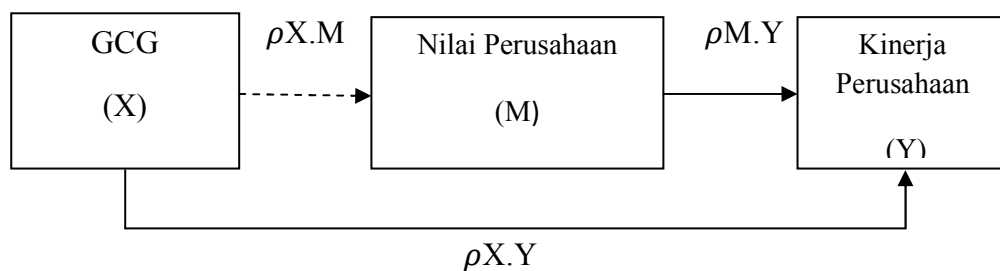 GCG
(X)
𝜌X.M
Nilai Perusahaan
(M)
𝜌M.Y
Kinerja
Perusahaan
(Y)
𝜌X.Y